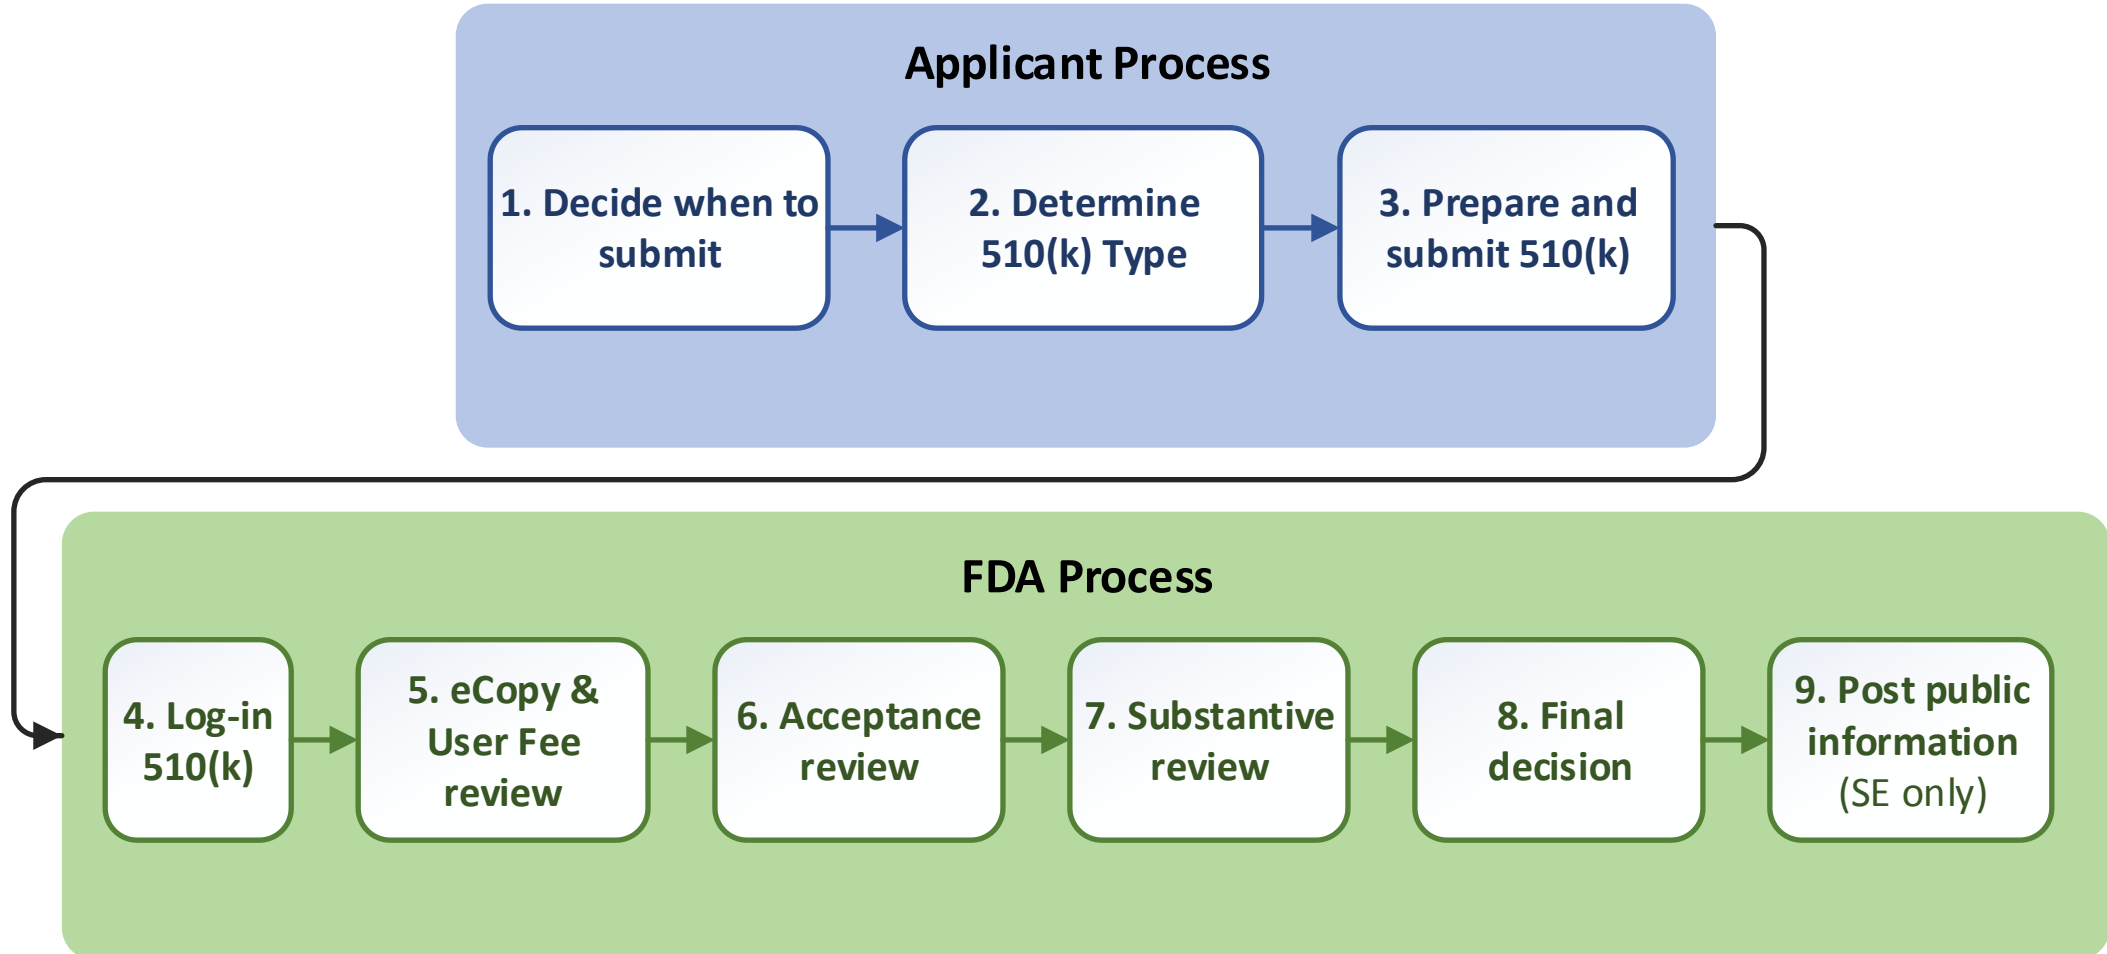 Applicant Process
1. Decide when to
submit
2. Determine
510(k) Type
3. Prepare and
submit 510(k)
FDA Process
4. Log-in
510(k)
5. eCopy &
User Fee
review
6. Acceptance
review
7. Substantive
review
8. Final
decision
9. Post public
information
(SE only)